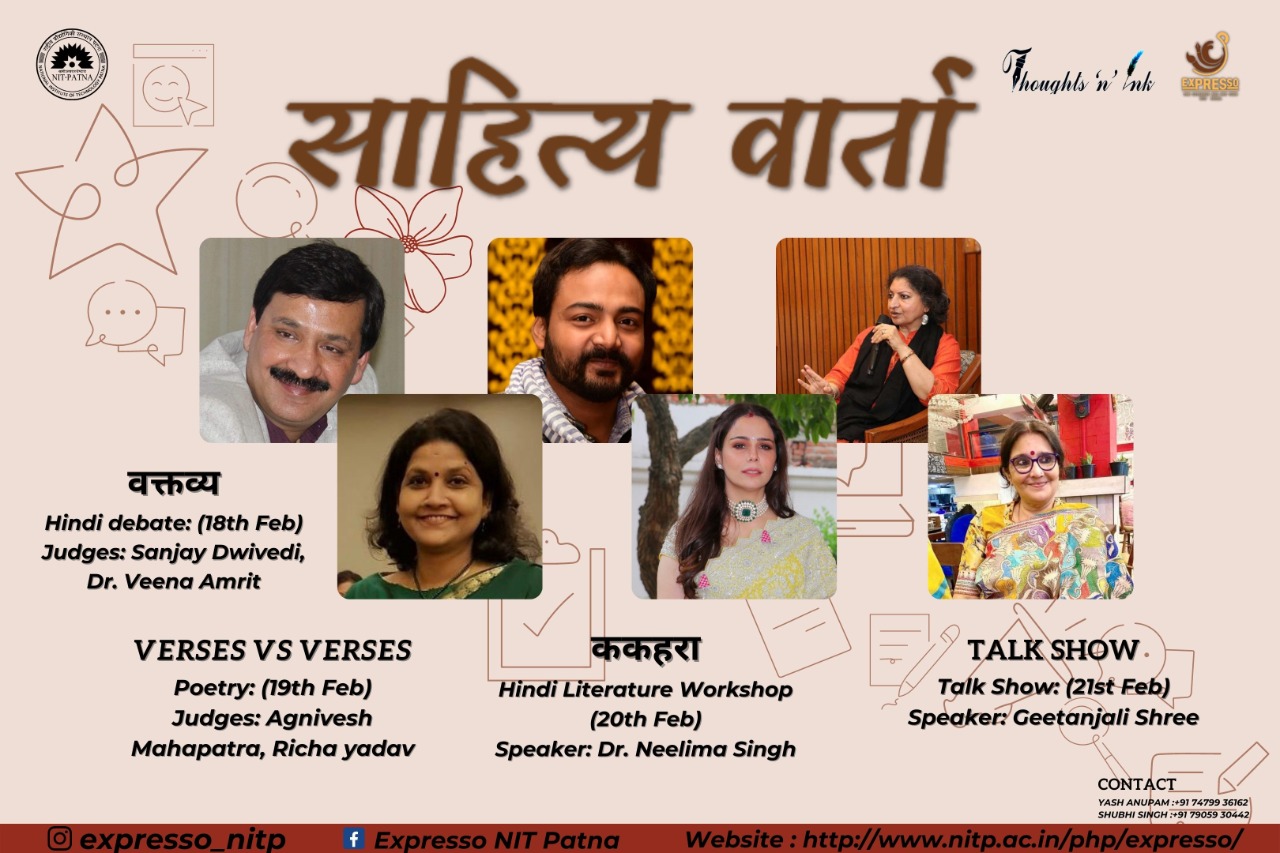 NIT-PATNA
Thoughts 'n' Ink
EXPRESSO
साहित्य वार्ता
वक्तव्य
Hindi debate: (18th Feb)
Judges: Sanjay Dwivedi,
Dr. Veena Amrit
VERSES VS VERSES
Poetry: (19th Feb)
Judges: Agnivesh
Mahapatra, Richa yadav
ककहरा
Hindi Literature Workshop
(20th Feb)
Speaker: Dr. Neelima Singh
TALK SHOW
Talk Show: (21st Feb)
Speaker: Geetanjali Shree
CONTACT
YASH ANUPAM :+91 74799 36162
SHUBHI SINGH :+91 79059 30442
expresso_nitp
Expresso NIT Patna
Website : http://www.nitp.ac.in/php/expresso/